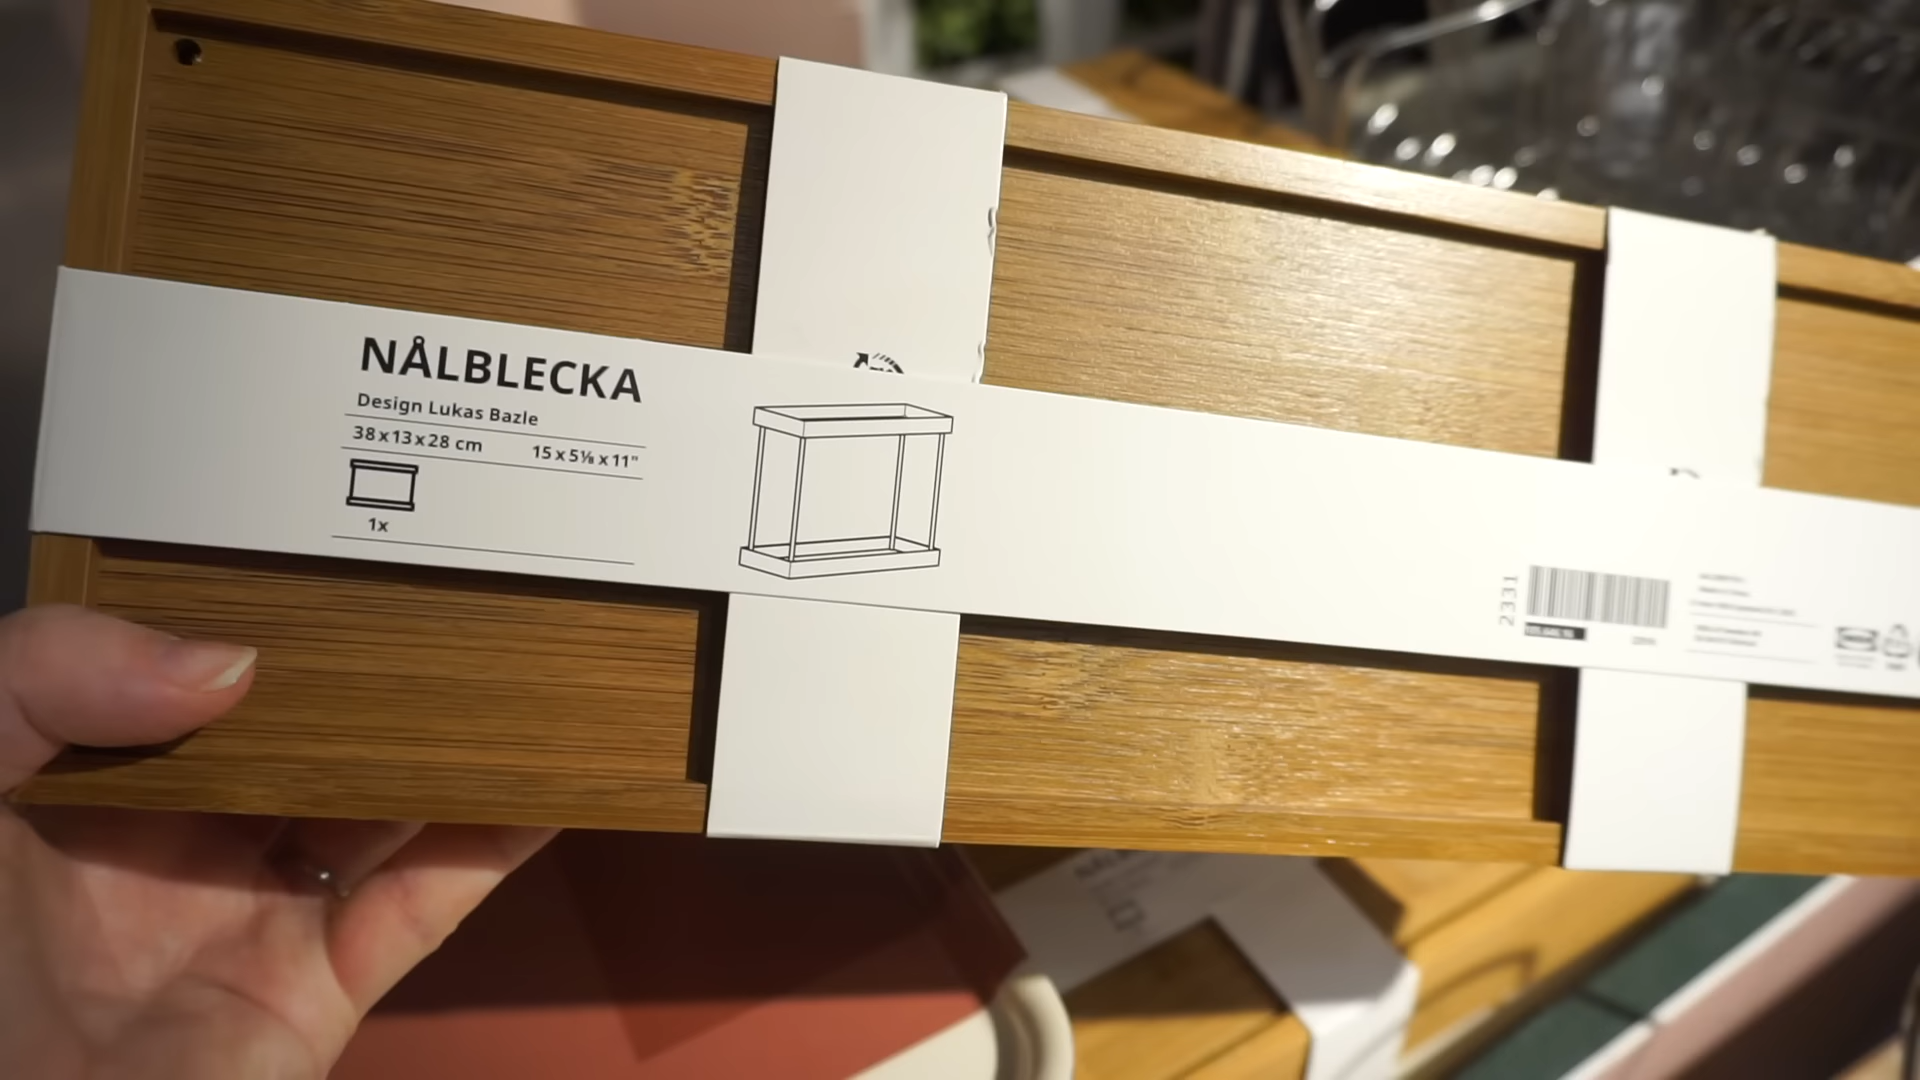 NÅLBLECKA
Design Lukas Bazle
38x13x28 cm 15x5⅛x11"
1x
2331